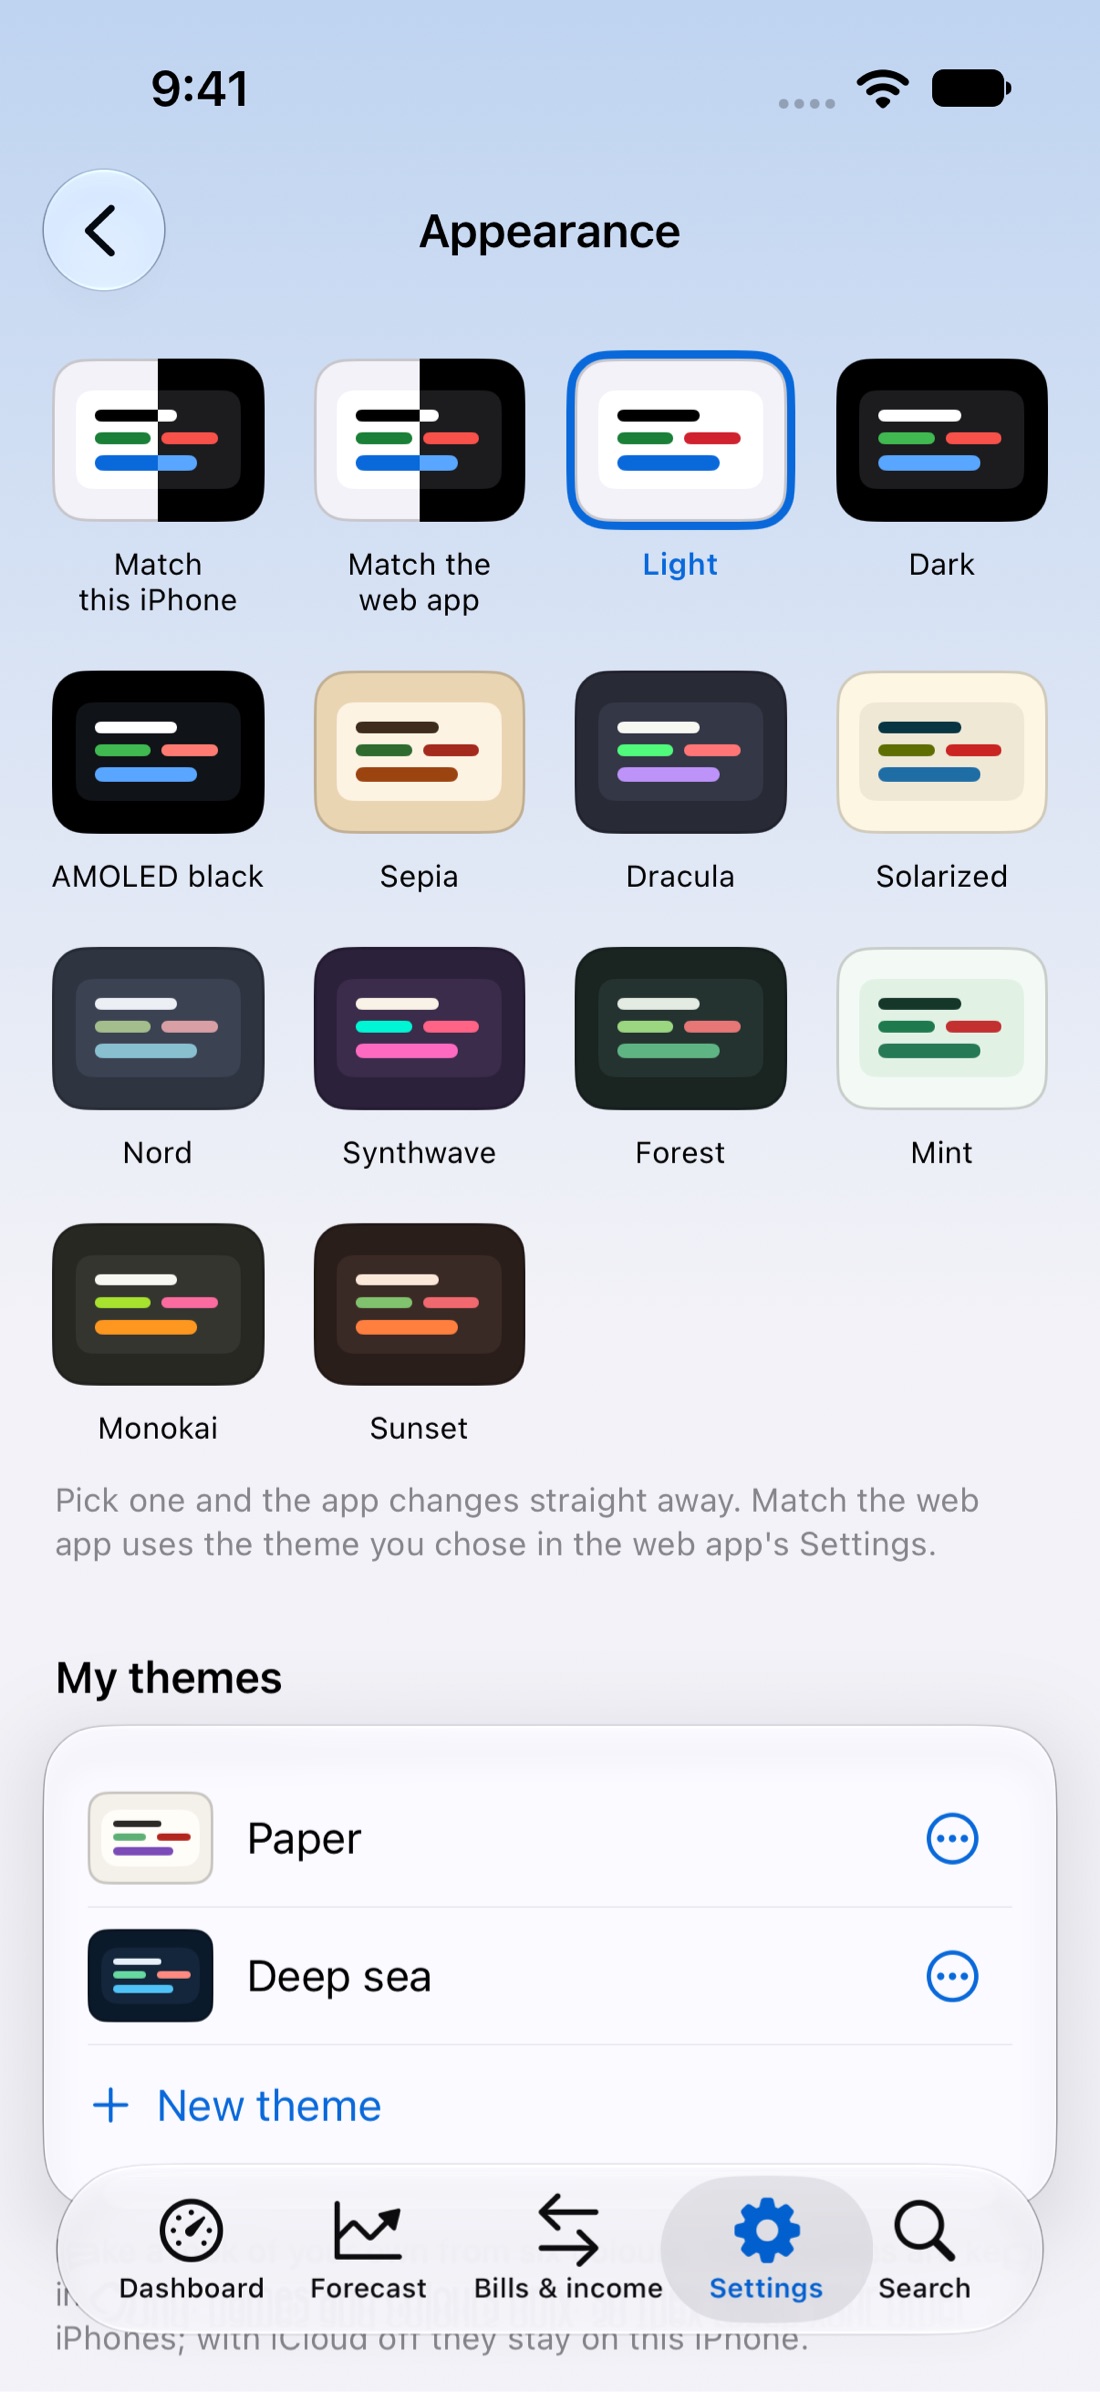 9:41
Appearance
Match
this iPhone
Match the
web app
Light
Dark
AMOLED black
Sepia
Dracula
Solarized
Nord
Synthwave
Forest
Mint
Monokai
Sunset
Pick one and the app changes straight away. Match the web
app uses the theme you chose in the web app's Settings.
My themes
Paper
Deep sea
New theme
Dashboard
Forecast
Bills & income
Settings
Search
iPhones; with iCloud off they stay on this iPhone.